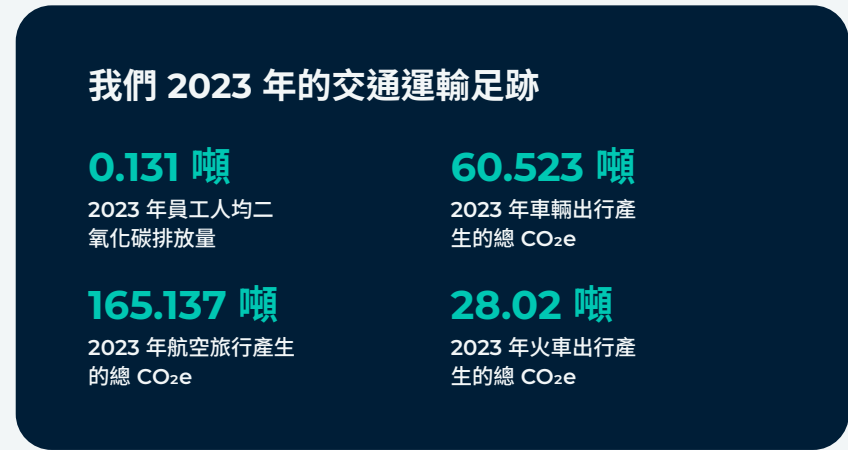 我們 2023 年的交通運輸足跡
0.131 噸
2023 年員工人均二
氧化碳排放量
60.523 噸
2023 年車輛出行產
生的總 CO₂e
165.137 噸
2023 年航空旅行產生
的總 CO₂e
28.02 噸
2023 年火車出行產
生的總 CO₂e